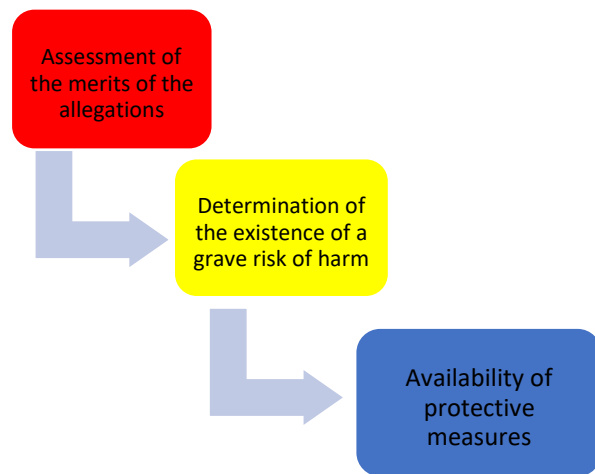 Assessment of
the merits of the
allegations
Determination of
the existence of a
grave risk of harm
Availability of
protective
measures